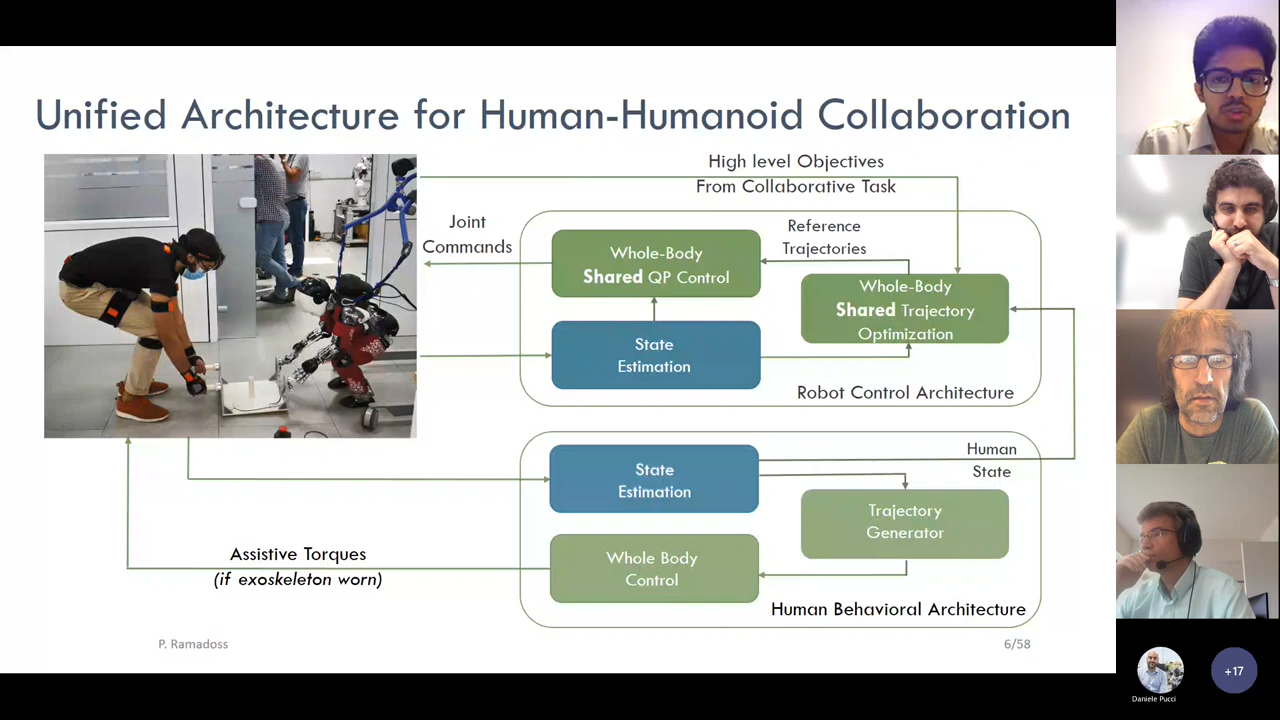 Unified Architecture for Human-Humanoid Collaboration
High level Objectives
From Collaborative Task
Joint
Commands
Reference
Trajectories
Whole-Body
Shared QP Control
Whole-Body
Shared Trajectory
Optimization
State
Estimation
Robot Control Architecture
State
Estimation
Human
State
Trajectory
Generator
Assistive Torques
(if exoskeleton worn)
Whole Body
Control
Human Behavioral Architecture
P. Ramadoss
6/58
Daniele Pucci
+17